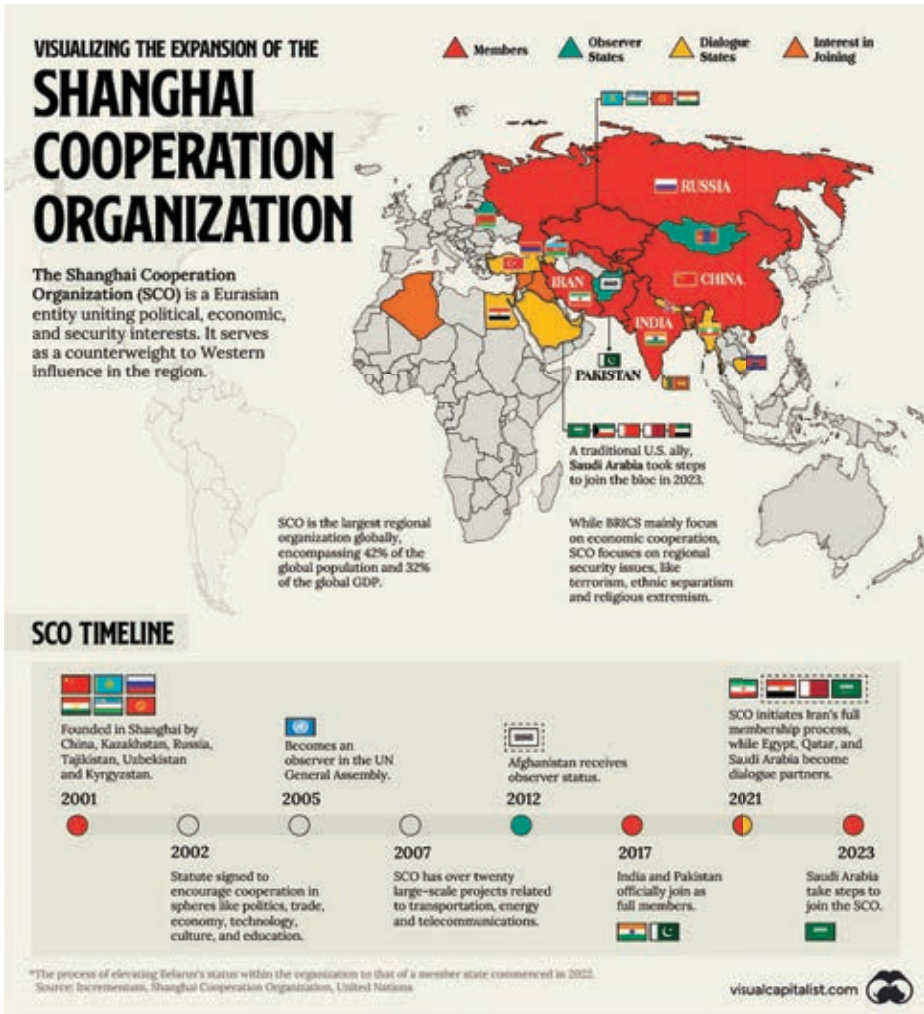 VISUALIZING THE EXPANSION OF THE
SHANGHAI
COOPERATION
ORGANIZATION
Members
Observer
States
Dialogue
States
Interest in
Joining
The Shanghai Cooperation
Organization (SCO) is a Eurasian
entity uniting political, economic,
and security interests. It serves
as a counterweight to Western
influence in the region.
RUSSIA
CHINA
IRAN
INDIA
PAKISTAN
A traditional U.S. ally,
Saudi Arabia took steps
to join the bloc in 2023.
SCO is the largest regional
organization globally,
encompassing 42% of the
global population and 32%
of the global GDP.
While BRICS mainly focus
on economic cooperation,
SCO focuses on regional
security issues, like
terrorism, ethnic separatism
and religious extremism.
SCO TIMELINE
Founded in Shanghai by
China, Kazakhstan, Russia,
Tajikistan, Uzbekistan
and Kyrgyzstan.
2001
2002
Statute signed to
encourage cooperation in
spheres like politics, trade,
economy, technology,
culture, and education.
Becomes an
observer in the UN
General Assembly.
2005
2007
SCO has over twenty
large-scale projects related
to transportation, energy
and telecommunications.
Afghanistan receives
observer status.
2012
2017
India and Pakistan
officially join as
full members.
SCO initiates Iran's full
membership process,
while Egypt, Qatar, and
Saudi Arabia become
dialogue partners.
2021
2023
Saudi Arabia
take steps to
join the SCO.
*The process of elevating Belarus's status within the organization to that of a member state commenced in 2022.
Source: Incrementum, Shanghai Cooperation Organization, United Nations
visualcapitalist.com